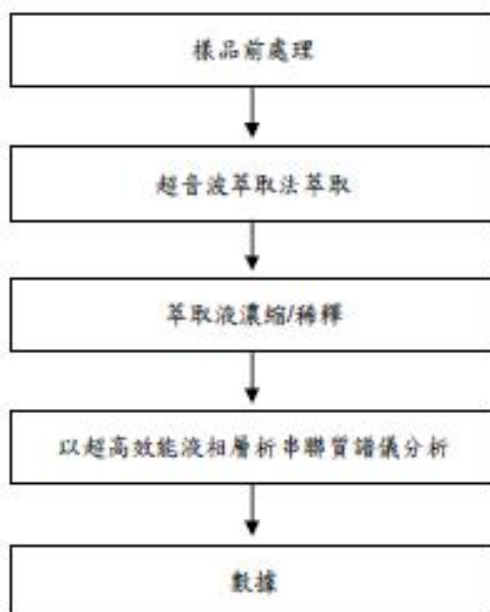 樣品前處理
超音波萃取法萃取
萃取液濃縮/稀釋
以超高效能液相層析串聯質譜儀分析
數據